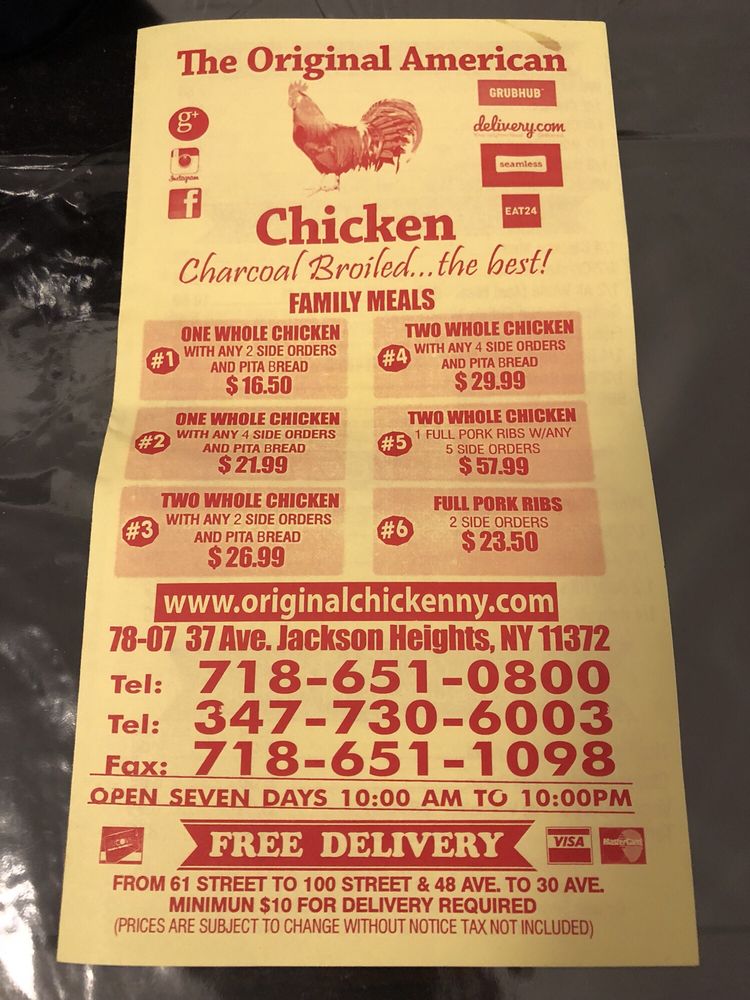 The Original American
GRUBHUB
g+
delivery.com
Instagram
seamless
f
EAT24
Chicken
Charcoal Broiled...the best!
FAMILY MEALS
#1
ONE WHOLE CHICKEN
WITH ANY 2 SIDE ORDERS
AND PITA BREAD
$ 16.50
#4
TWO WHOLE CHICKEN
WITH ANY 4 SIDE ORDERS
AND PITA BREAD
$ 29.99
#2
ONE WHOLE CHICKEN
WITH ANY 4 SIDE ORDERS
AND PITA BREAD
$ 21.99
#5
TWO WHOLE CHICKEN
1 FULL PORK RIBS W/ANY
5 SIDE ORDERS
$ 57.99
#3
TWO WHOLE CHICKEN
WITH ANY 2 SIDE ORDERS
AND PITA BREAD
$ 26.99
#6
FULL PORK RIBS
2 SIDE ORDERS
$ 23.50
www.originalchickenny.com
78-07 37 Ave. Jackson Heights, NY 11372
Tel: 718-651-0800
Tel: 347-730-6003
Fax: 718-651-1098
OPEN SEVEN DAYS 10:00 AM TO 10:00PM
FREE DELIVERY
VISA
MasterCard
FROM 61 STREET TO 100 STREET & 48 AVE. TO 30 AVE.
MINIMUN $10 FOR DELIVERY REQUIRED
(PRICES ARE SUBJECT TO CHANGE WITHOUT NOTICE TAX NOT INCLUDED)